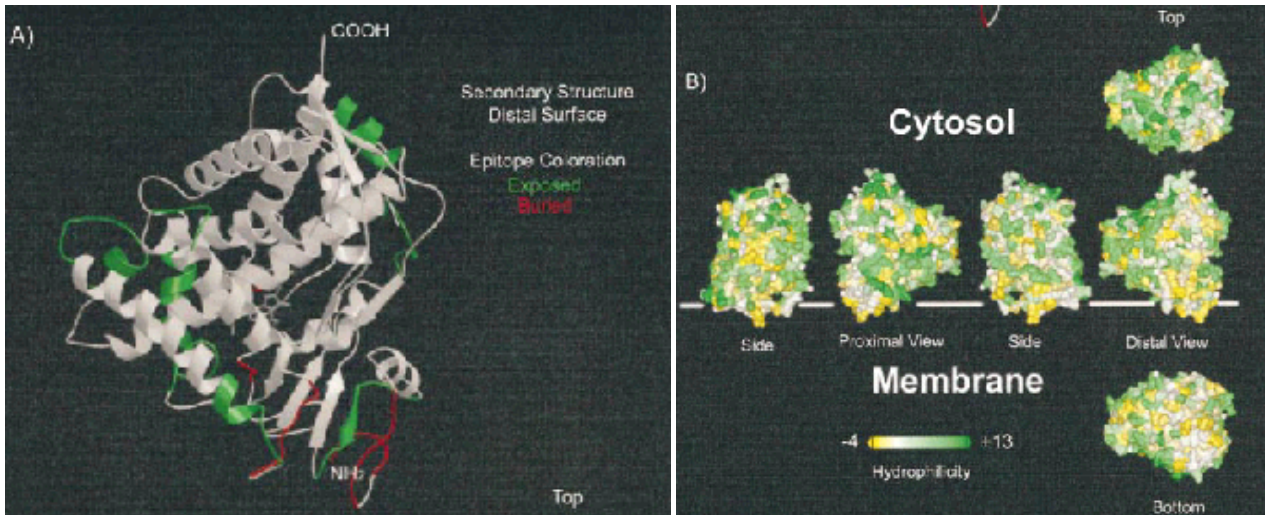 A)
COOH
Secondary Structure
Distal Surface
Epitope Coloration
Exposed
Buried
NH2
Top
B)
Top
Cytosol
Side
Proximal View
Side
Distal View
Membrane
-4
+13
Hydrophilicity
Bottom